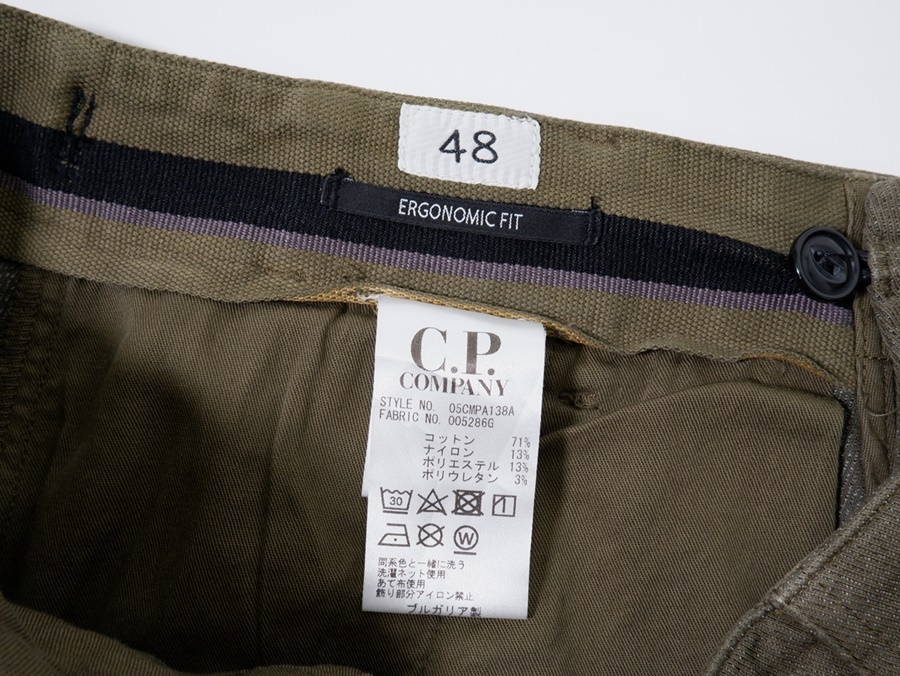 48
ERGONOMIC FIT
C.P.
COMPANY
STYLE NO. 05CMPA138A
FABRIC NO. 005286G
コットン 71%
ナイロン 13%
ポリエステル 13%
ポリウレタン 3%
30
W
同系色と一緒に洗う
洗濯ネット使用
あて布使用
飾り部分アイロン禁止
ブルガリア製